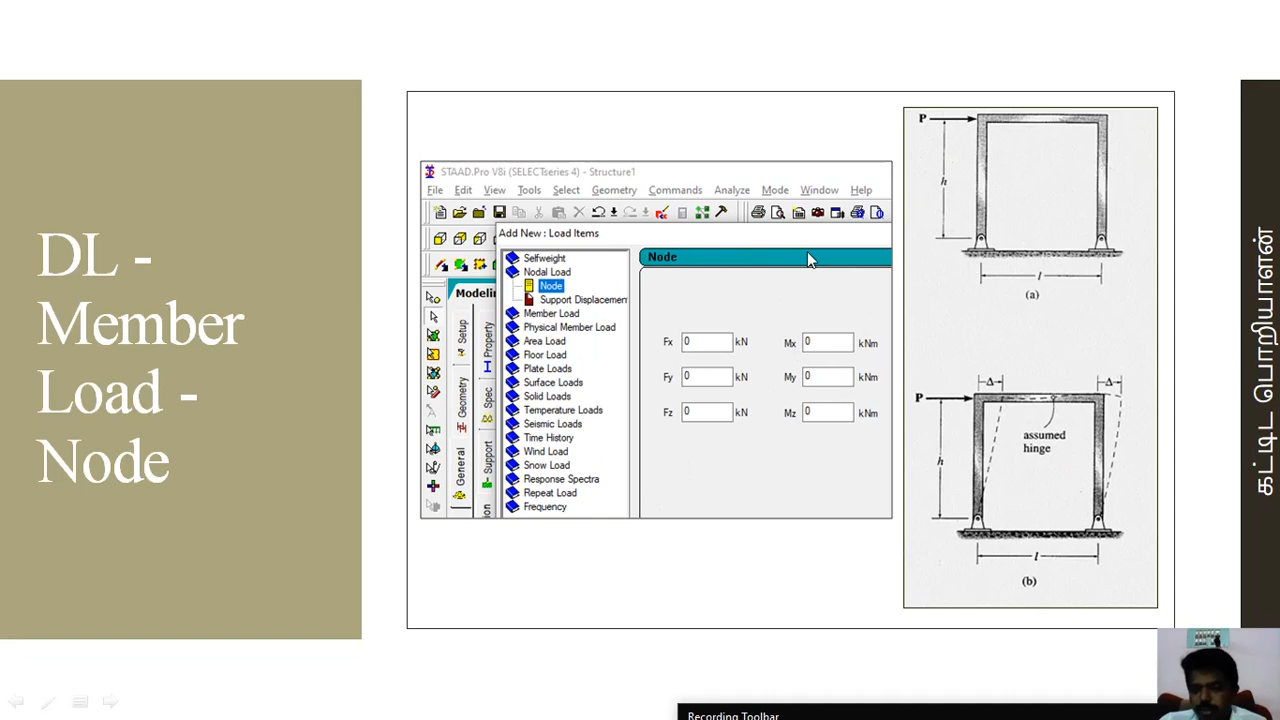 DL -
Member
Load -
Node
STAAD.Pro V8i (SELECTseries 4) - Structure1
File Edit View Tools Select Geometry Commands Analyze Mode Window Help
Add New : Load Items
Selfweight
Nodal Load
Node
Support Displacemen
Member Load
Physical Member Load
Area Load
Floor Load
Plate Loads
Surface Loads
Solid Loads
Temperature Loads
Seismic Loads
Time History
Wind Load
Snow Load
Response Spectra
Repeat Load
Frequency
Modelin
Setup
Geometry
General
Property
Spec
Support
Node
Fx 0 kN Mx 0 kNm
Fy 0 kN My 0 kNm
Fz 0 kN Mz 0 kNm
P
h
l
(a)
Δ Δ
P
assumed
hinge
h
l
(b)
கட்டிட பொறியாளன்
Recording Toolbar